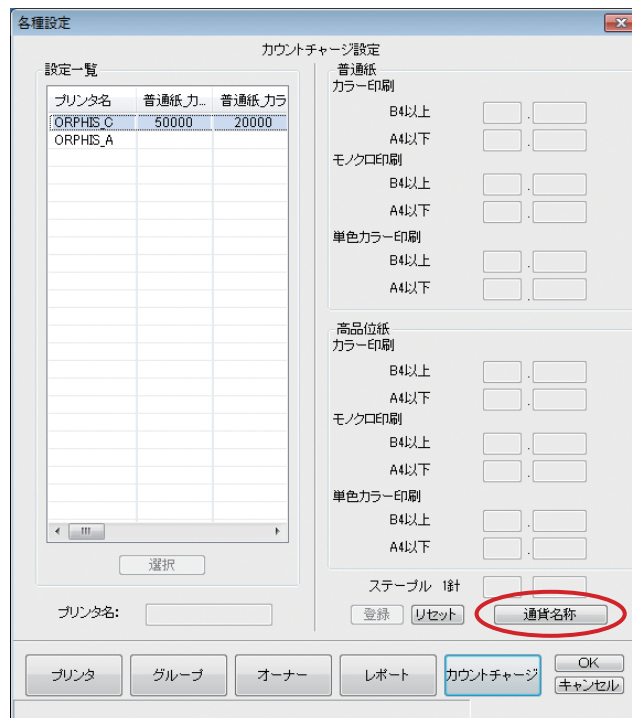 各種設定
カウントチャージ設定
設定一覧
プリンタ名 普通紙_カ... 普通紙_カラ
ORPHIS_C 50000 20000
ORPHIS_A
選択
プリンタ名:
普通紙
カラー印刷
B4以上 .
A4以下 .
モノクロ印刷
B4以上 .
A4以下 .
単色カラー印刷
B4以上 .
A4以下 .
高品位紙
カラー印刷
B4以上 .
A4以下 .
モノクロ印刷
B4以上 .
A4以下 .
単色カラー印刷
B4以上 .
A4以下 .
ステープル 1針 .
登録 リセット 通貨名称
プリンタ グループ オーナー レポート カウントチャージ
OK
キャンセル